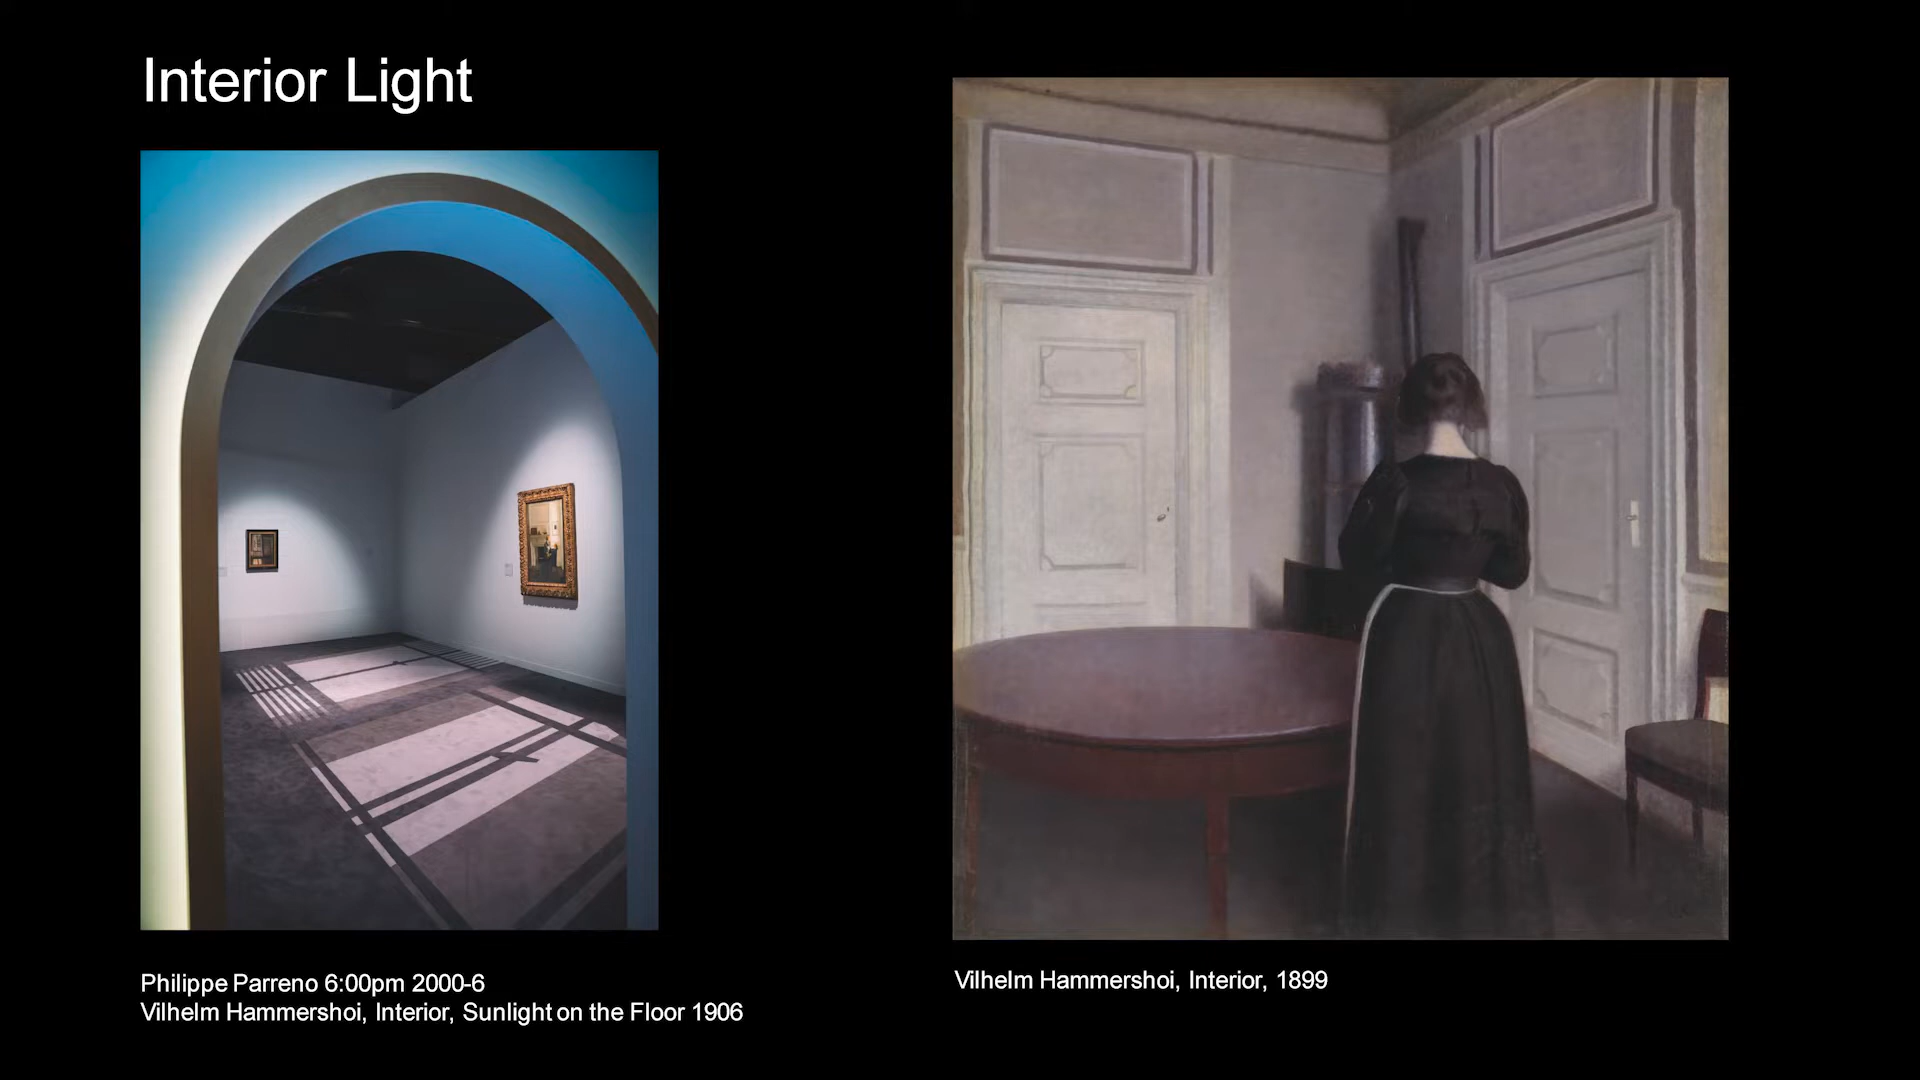 Interior Light
Philippe Parreno 6:00pm 2000-6
Vilhelm Hammershoi, Interior, Sunlight on the Floor 1906
Vilhelm Hammershoi, Interior, 1899